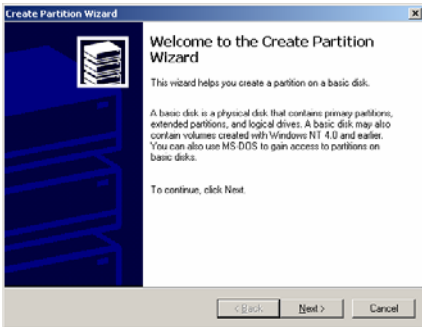 Create Partition Wizard
Welcome to the Create Partition
Wizard
This wizard helps you create a partition on a basic disk.
A basic disk is a physical disk that contains primary partitions,
extended partitions, and logical drives. A basic disk may also
contain volumes created with Windows NT 4.0 and earlier.
You can also use MS-DOS to gain access to partitions on
basic disks.
To continue, click Next.
< Back Next > Cancel